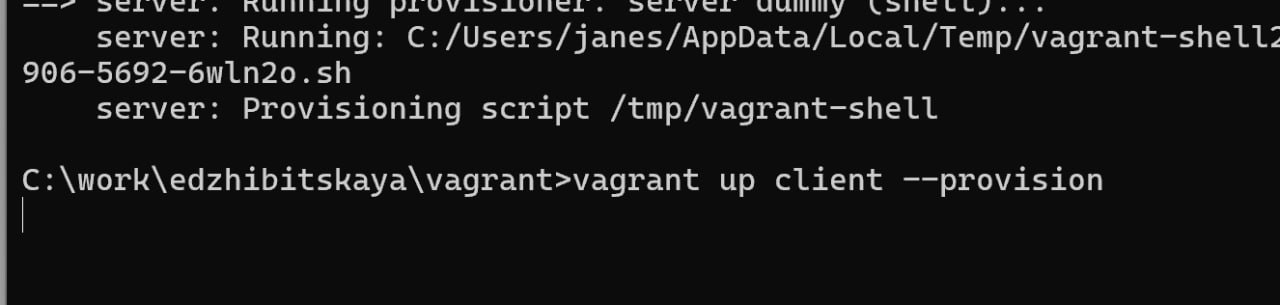 ==> server: Running provisioner: server dummy (shell)...
    server: Running: C:/Users/janes/AppData/Local/Temp/vagrant-shell2
906-5692-6wln2o.sh
    server: Provisioning script /tmp/vagrant-shell
C:\work\edzhibitskaya\vagrant>vagrant up client --provision